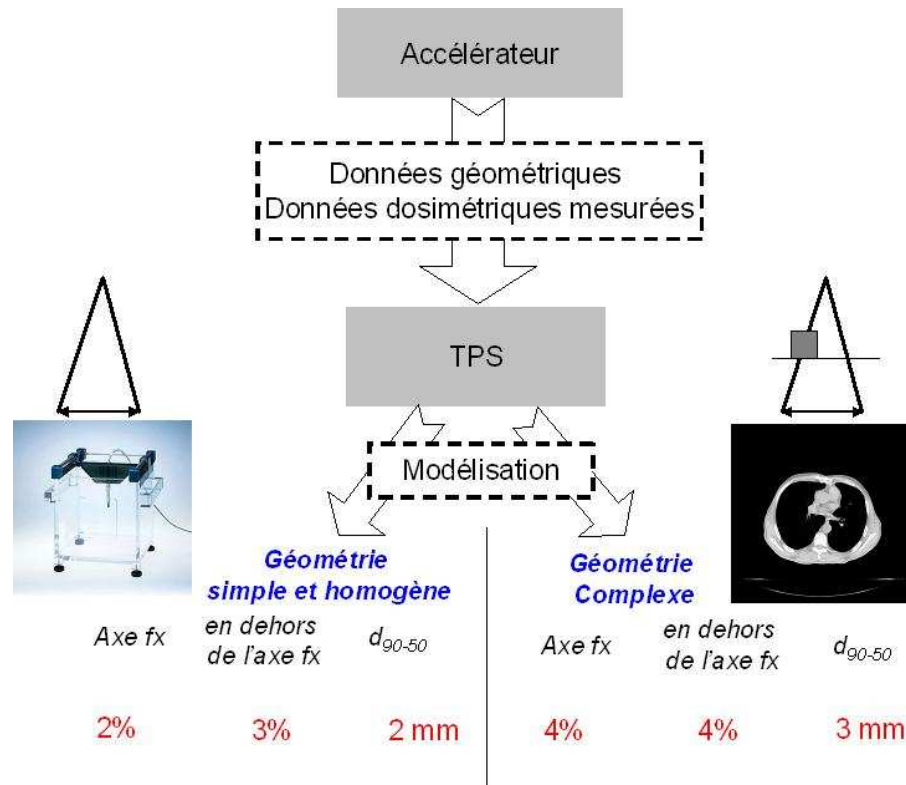 Accélérateur
Données géométriques
Données dosimétriques mesurées
TPS
Modélisation
Géométrie
simple et homogène
Axe fx
en dehors
de l'axe fx
d90-50
2%
3%
2 mm
Géométrie
Complexe
Axe fx
en dehors
de l'axe fx
d90-50
4%
4%
3 mm